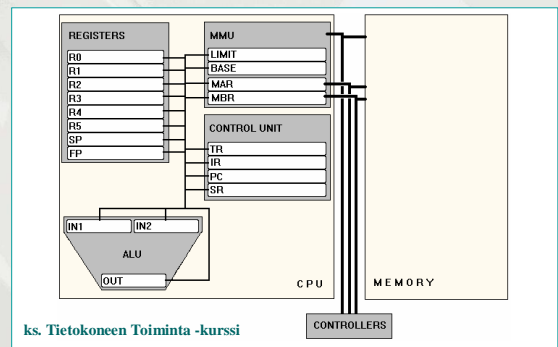 REGISTERS
R0
R1
R2
R3
R4
R5
SP
FP
MMU
LIMIT
BASE
MAR
MBR
CONTROL UNIT
TR
IR
PC
SR
IN1 IN2
ALU
OUT
CPU
MEMORY
CONTROLLERS
ks. Tietokoneen Toiminta -kurssi